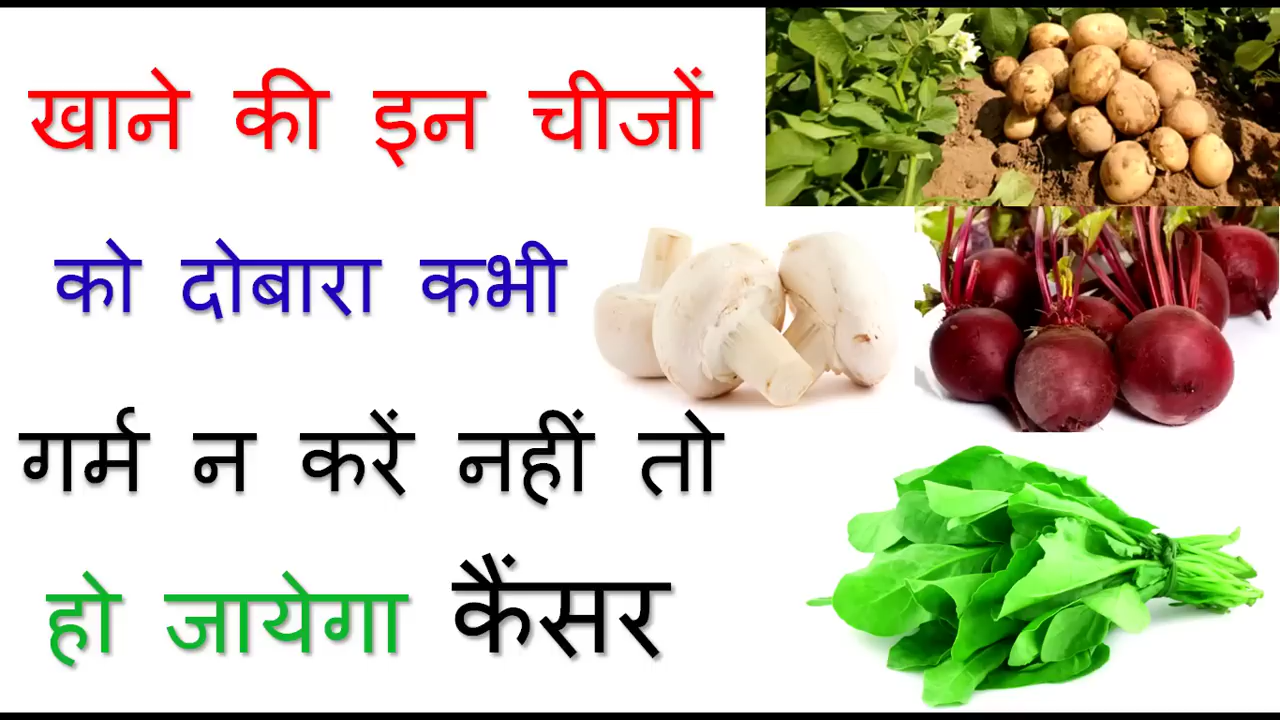 खाने की इन चीजों
को दोबारा कभी
गर्म न करें नहीं तो
हो जायेगा कैंसर